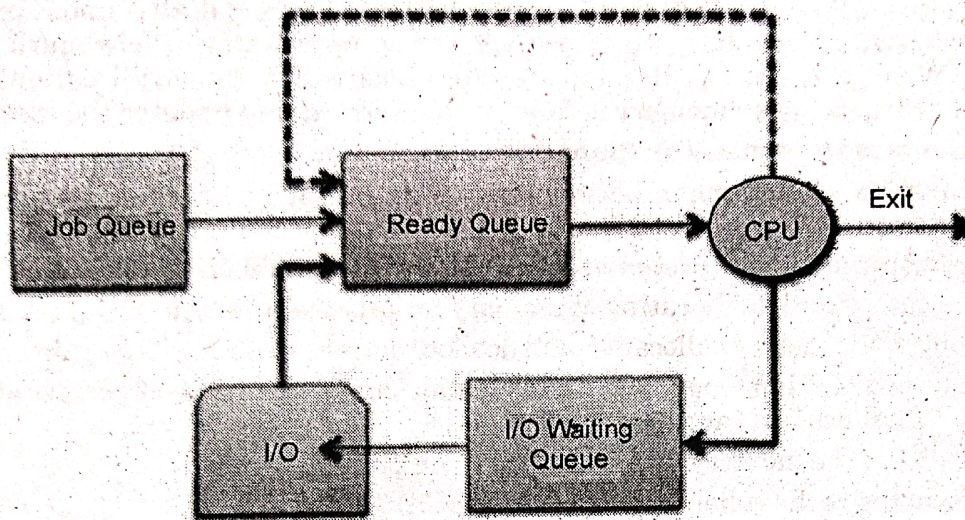 Job Queue
Ready Queue
CPU
Exit
I/O
I/O Waiting
Queue